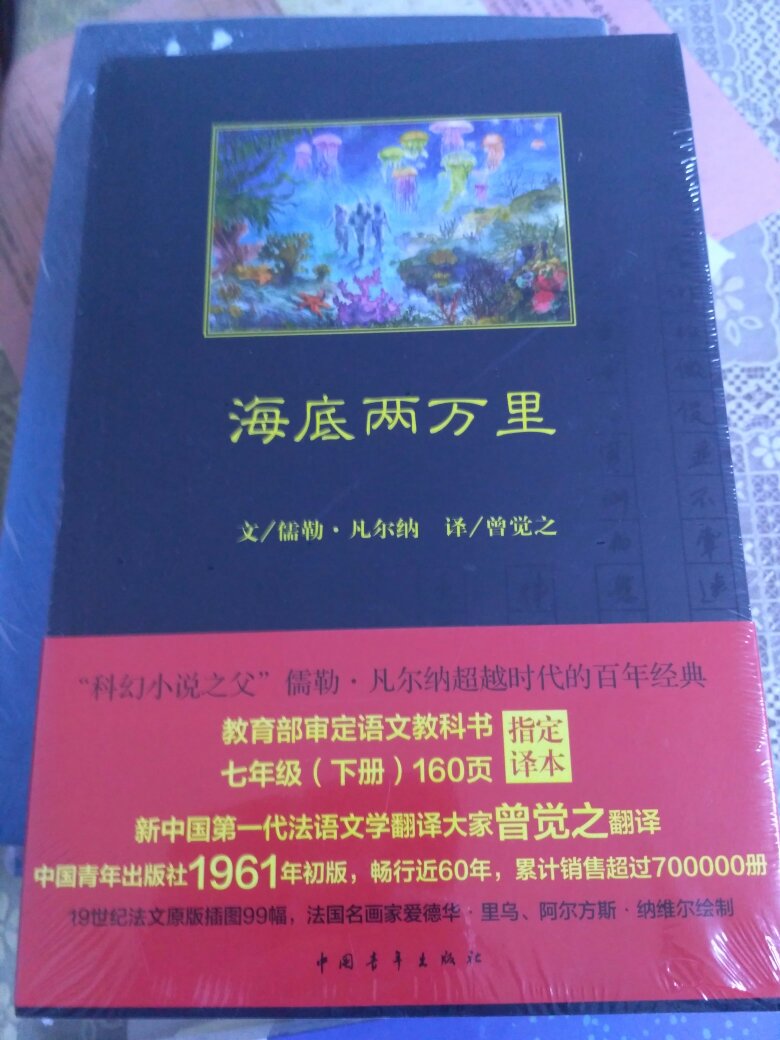 海底两万里
文/儒勒·凡尔纳 译/曾觉之
“科幻小说之父”儒勒·凡尔纳超越时代的百年经典
教育部审定语文教科书
七年级（下册）160页
指定
译本
新中国第一代法语文学翻译大家曾觉之翻译
中国青年出版社1961年初版，畅行近60年，累计销售超过700000册
19世纪法文原版插图99幅，法国名画家爱德华·里乌、阿尔方斯·纳维尔绘制
中国青年出版社